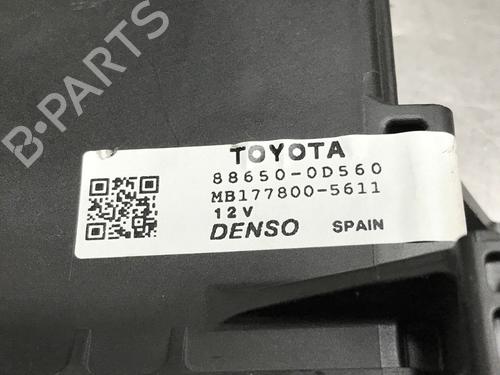 B-PARTS
TOYOTA
88650-0D560
MB177800-5611
12V
DENSO SPAIN